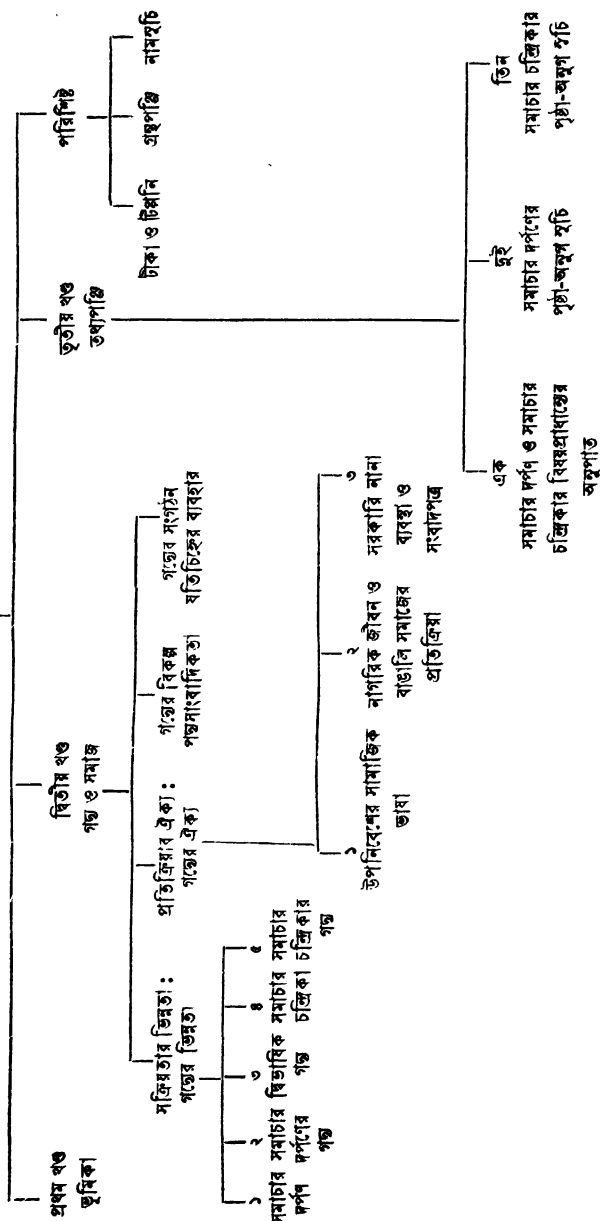 প্রথম খণ্ড
ভূমিকা
দ্বিতীয় খণ্ড
গদ্য ও সমাজ
তৃতীয় খণ্ড
তথ্যপঞ্জি
পরিশিষ্ট
সক্রিয়তার ভিন্নতা :
গদ্যের ভিন্নতা
প্রতিক্রিয়ার ঐক্য :
গদ্যের ঐক্য
গদ্যের বিকল্প
পদ্যসাংবাদিকতা
গদ্যের সংগঠন
যতিচিহ্নের ব্যবহার
টীকা ও টিপ্পনি
গ্রন্থপঞ্জি
নামসূচি
১
সমাচার
দর্পণ
২
সমাচার
দর্পণের
গদ্য
৩
দ্বিভাষিক
গদ্য
৪
সমাচার
চন্দ্রিকা
৫
সমাচার
চন্দ্রিকার
গদ্য
১
উপনিবেশের সামাজিক
ভাষা
২
নাগরিক জীবন ও
বাঙালি সমাজের
প্রতিক্রিয়া
৩
সরকারি নানা
ব্যবস্থা ও
সংবাদপত্র
এক
সমাচার দর্পণ ও সমাচার
চন্দ্রিকার বিষয়প্রাধান্যের
অনুপাত
দুই
সমাচার দর্পণের
পৃষ্ঠা-অনুগ সূচি
তিন
সমাচার চন্দ্রিকার
পৃষ্ঠা-অনুগ সূচি